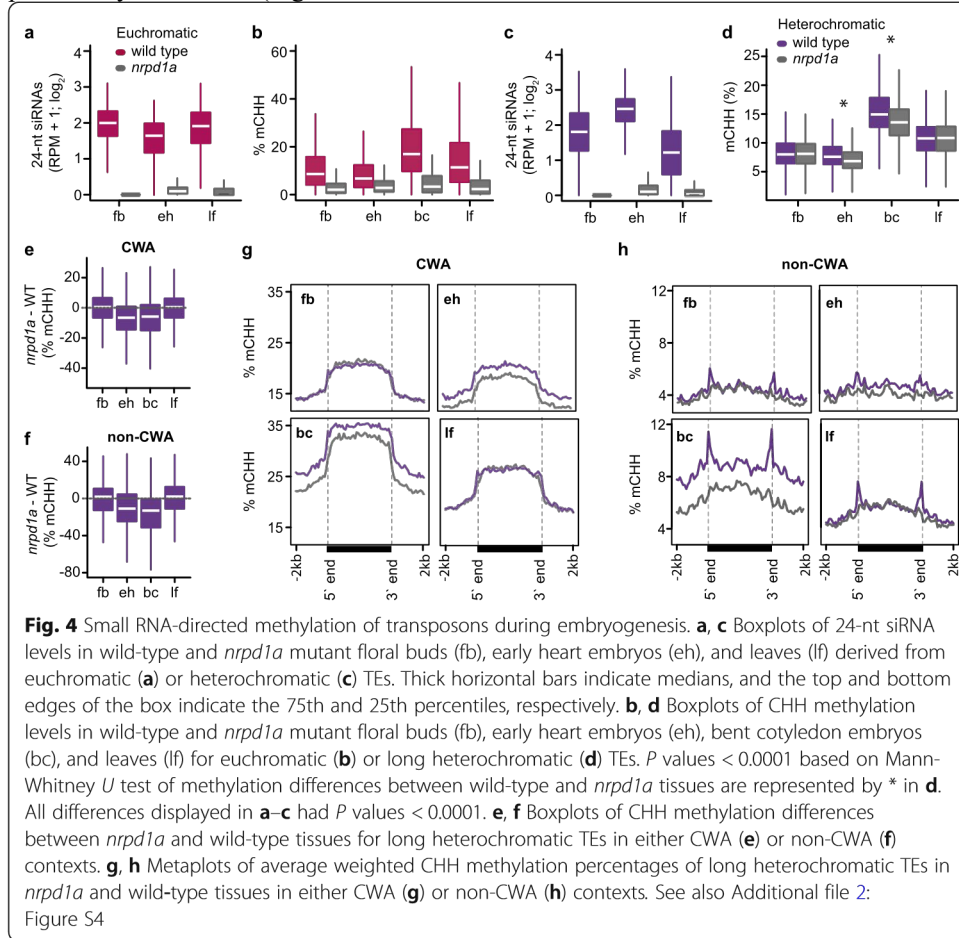 a Euchromatic
wild type
nrpd1a
24-nt siRNAs
(RPM + 1; log2)
4
3
2
1
0
fb eh lf
b
% mCHH
60
40
20
0
fb eh bc lf
c
24-nt siRNAs
(RPM + 1; log2)
4
3
2
1
0
fb eh lf
d Heterochromatic
wild type
nrpd1a
*
*
mCHH (%)
25
20
15
10
5
fb eh bc lf
e CWA
nrpd1a - WT
(% mCHH)
20
0
-20
-40
fb eh bc lf
f non-CWA
nrpd1a - WT
(% mCHH)
40
0
-40
-80
fb eh bc lf
g CWA
% mCHH
35
25
15
fb
eh
% mCHH
35
25
15
bc
lf
-2kb 5` end 3` end 2kb
-2kb 5` end 3` end 2kb
h non-CWA
% mCHH
12
8
4
fb
eh
% mCHH
12
8
4
bc
lf
-2kb 5` end 3` end 2kb
-2kb 5` end 3` end 2kb
Fig. 4 Small RNA-directed methylation of transposons during embryogenesis. a, c Boxplots of 24-nt siRNA
levels in wild-type and nrpd1a mutant floral buds (fb), early heart embryos (eh), and leaves (lf) derived from
euchromatic (a) or heterochromatic (c) TEs. Thick horizontal bars indicate medians, and the top and bottom
edges of the box indicate the 75th and 25th percentiles, respectively. b, d Boxplots of CHH methylation
levels in wild-type and nrpd1a mutant floral buds (fb), early heart embryos (eh), bent cotyledon embryos
(bc), and leaves (lf) for euchromatic (b) or long heterochromatic (d) TEs. P values < 0.0001 based on Mann-
Whitney U test of methylation differences between wild-type and nrpd1a tissues are represented by * in d.
All differences displayed in a–c had P values < 0.0001. e, f Boxplots of CHH methylation differences
between nrpd1a and wild-type tissues for long heterochromatic TEs in either CWA (e) or non-CWA (f)
contexts. g, h Metaplots of average weighted CHH methylation percentages of long heterochromatic TEs in
nrpd1a and wild-type tissues in either CWA (g) or non-CWA (h) contexts. See also Additional file 2:
Figure S4